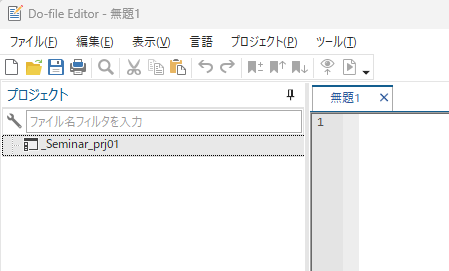 Do-file Editor - 無題1
ファイル(F) 編集(E) 表示(V) 言語 プロジェクト(P) ツール(T)
プロジェクト
ファイル名フィルタを入力
_Seminar_prj01
無題1
1